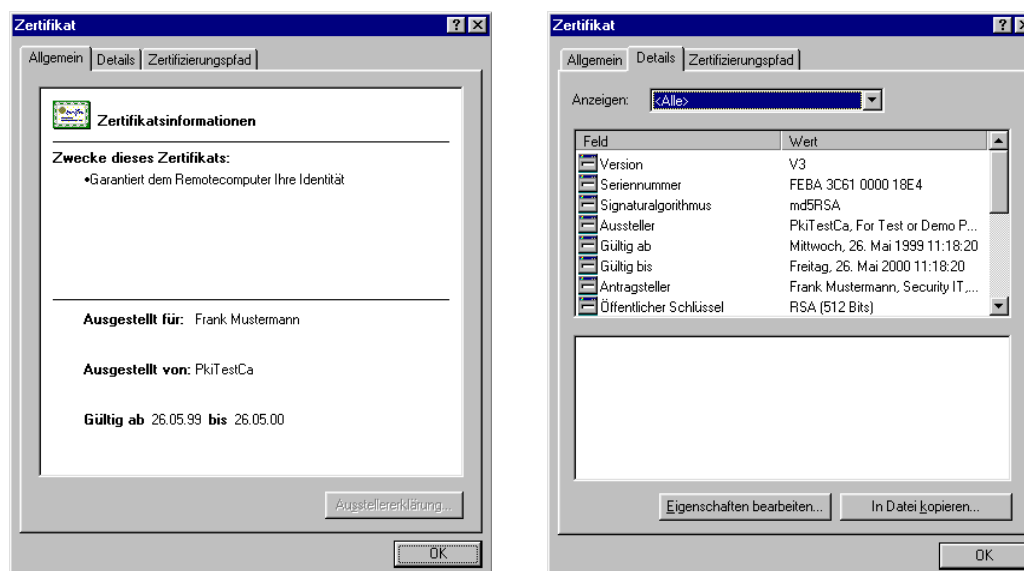 Zertifikat
Allgemein Details Zertifizierungspfad
Zertifikatsinformationen
Zwecke dieses Zertifikats:
•Garantiert dem Remotecomputer Ihre Identität
Ausgestellt für: Frank Mustermann
Ausgestellt von: PkiTestCa
Gültig ab 26.05.99 bis 26.05.00
Ausstellererklärung...
OK
Zertifikat
Allgemein Details Zertifizierungspfad
Anzeigen: <Alle>
Feld Wert
Version V3
Seriennummer FEBA 3C61 0000 18E4
Signaturalgorithmus md5RSA
Aussteller PkiTestCa, For Test or Demo P...
Gültig ab Mittwoch, 26. Mai 1999 11:18:20
Gültig bis Freitag, 26. Mai 2000 11:18:20
Antragsteller Frank Mustermann, Security IT,...
Öffentlicher Schlüssel RSA (512 Bits)
Eigenschaften bearbeiten... In Datei kopieren...
OK